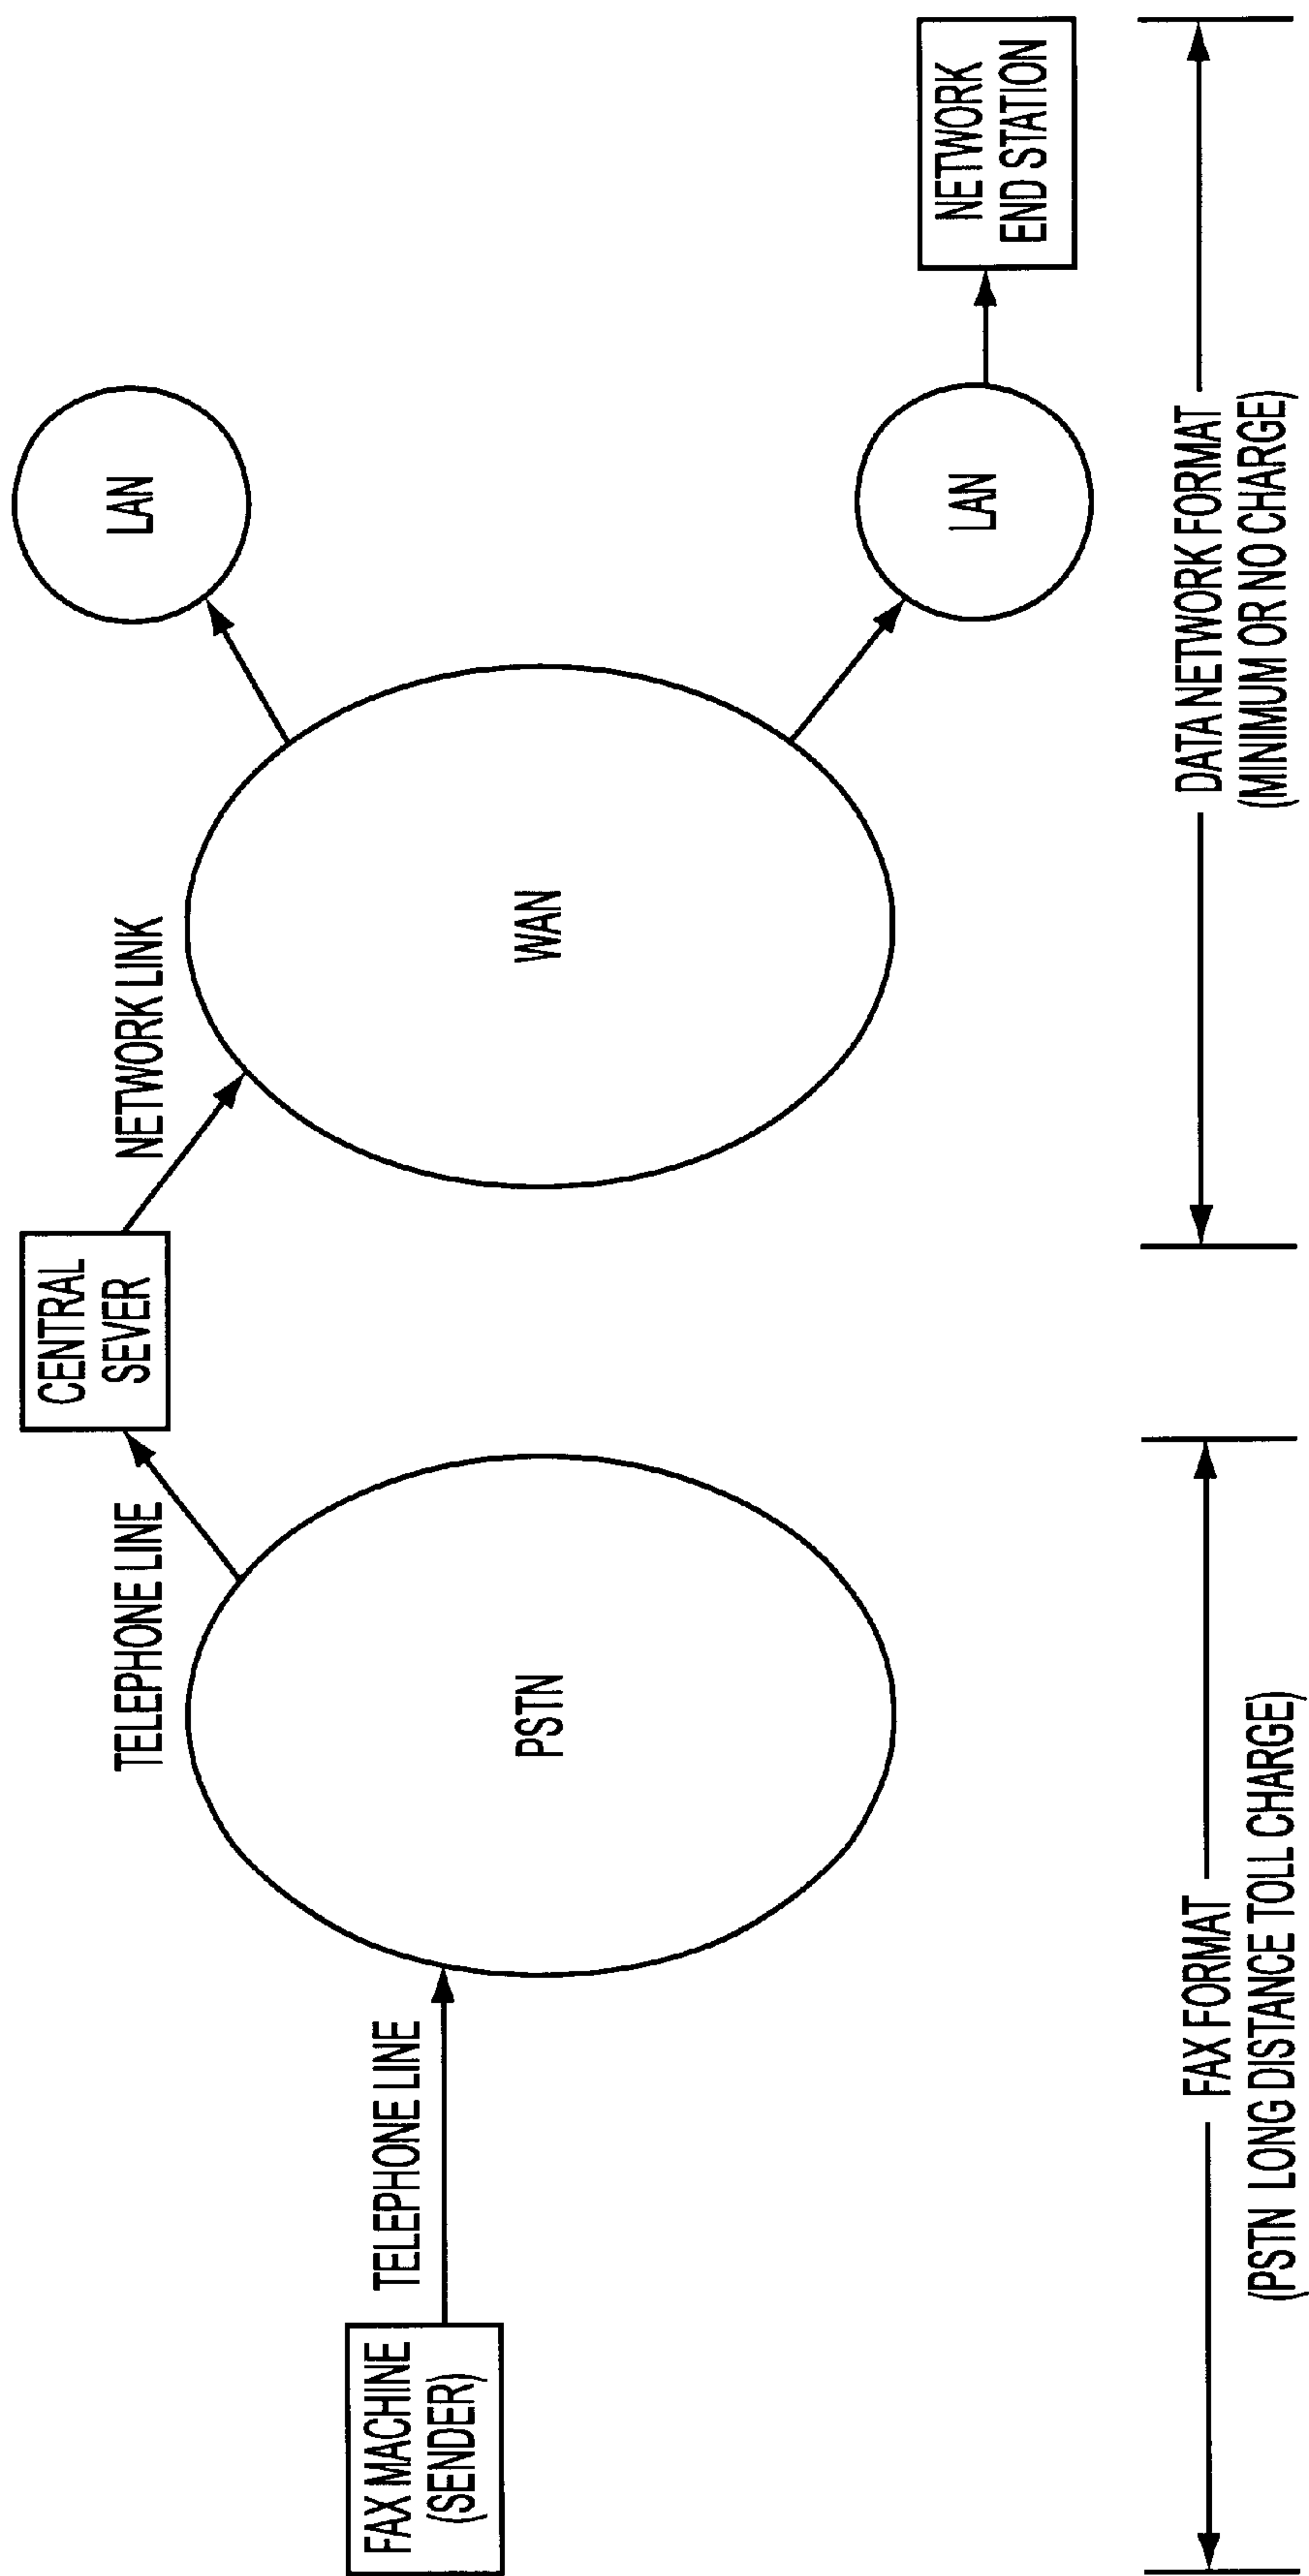 FAX MACHINE
(SENDER)
TELEPHONE LINE
PSTN
TELEPHONE LINE
CENTRAL
SEVER
NETWORK LINK
WAN
LAN
LAN
NETWORK
END STATION
FAX FORMAT
(PSTN LONG DISTANCE TOLL CHARGE)
DATA NETWORK FORMAT
(MINIMUM OR NO CHARGE)